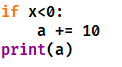 if x<0:
    a += 10
print(a)